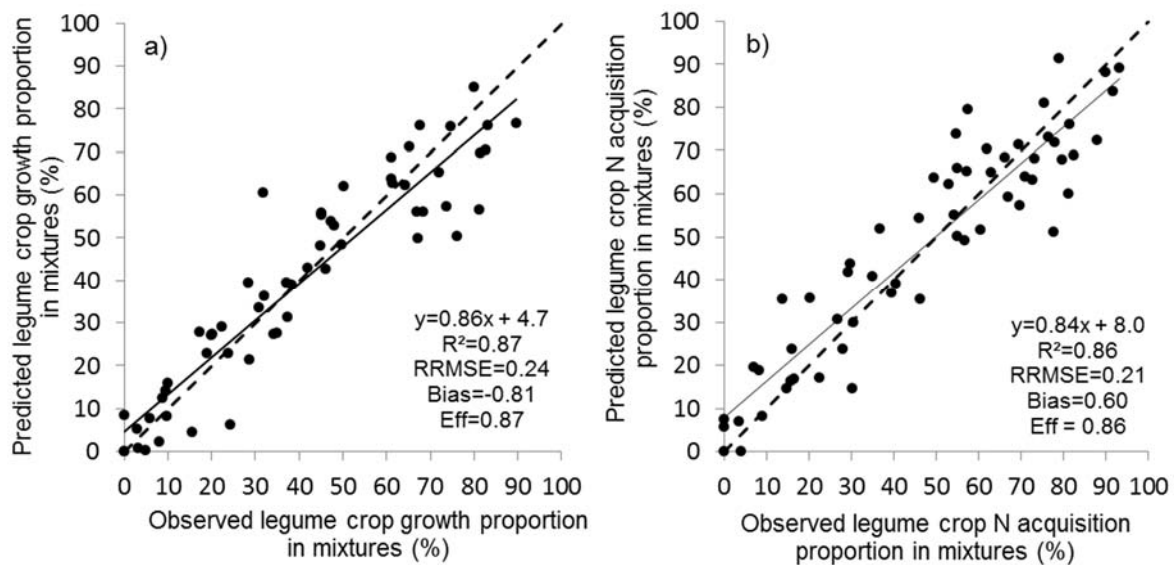 a)
Predicted legume crop growth proportion
in mixtures (%)
100
90
80
70
60
50
40
30
20
10
0
y=0.86x + 4.7
R²=0.87
RRMSE=0.24
Bias=-0.81
Eff=0.87
0 10 20 30 40 50 60 70 80 90 100
Observed legume crop growth proportion
in mixtures (%)
b)
Predicted legume crop N acquisition
proportion in mixtures (%)
100
90
80
70
60
50
40
30
20
10
0
y=0.84x + 8.0
R²=0.86
RRMSE=0.21
Bias=0.60
Eff = 0.86
0 10 20 30 40 50 60 70 80 90 100
Observed legume crop N acquisition
proportion in mixtures (%)